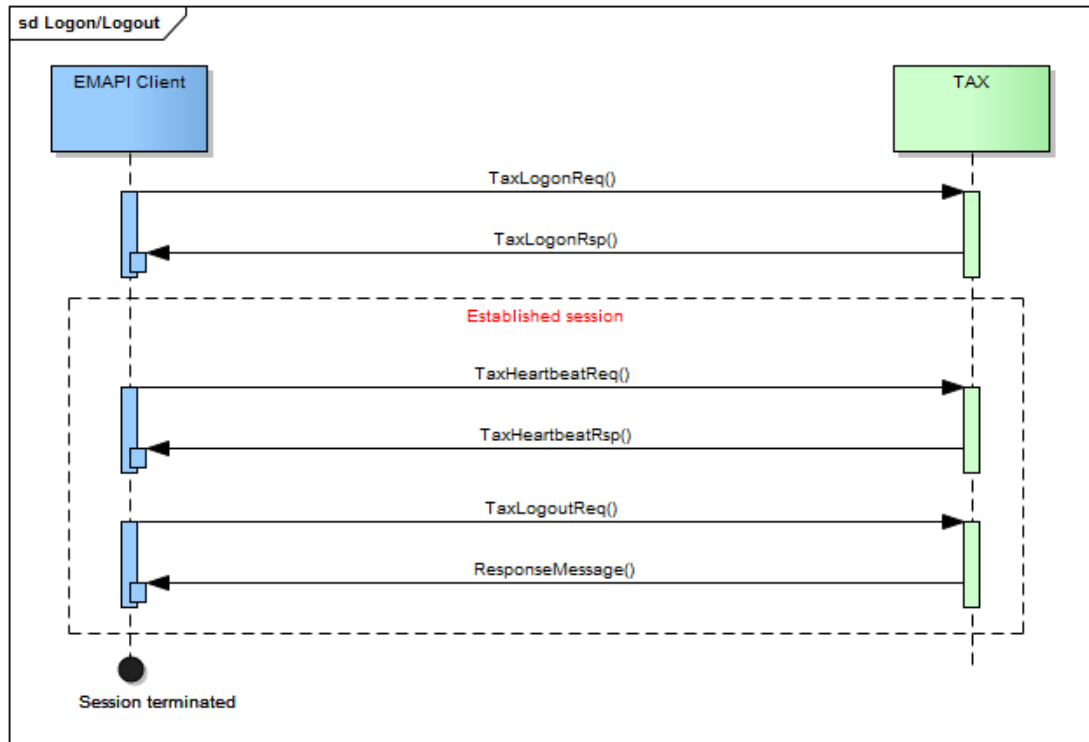 sd Logon/Logout
EMAPI Client
TAX
TaxLogonReq()
TaxLogonRsp()
Established session
TaxHeartbeatReq()
TaxHeartbeatRsp()
TaxLogoutReq()
ResponseMessage()
Session terminated